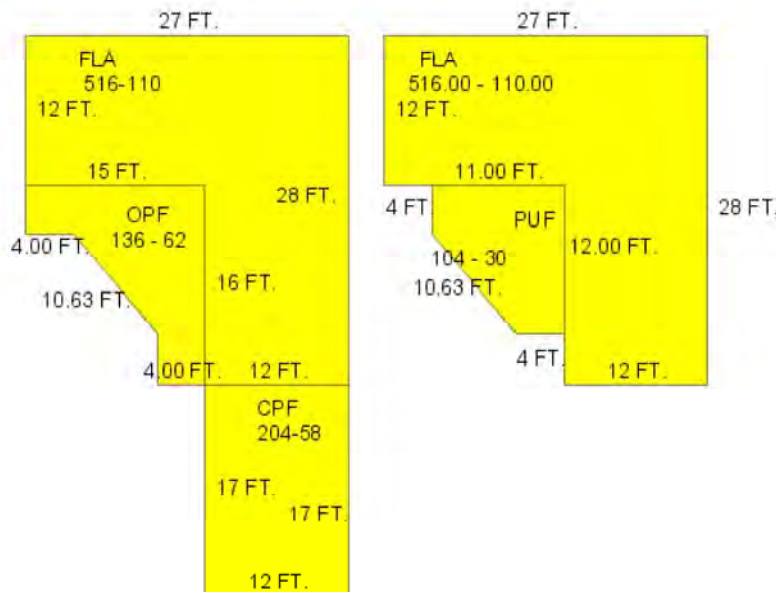 27 FT.
FLA
516-110
12 FT.
15 FT.
28 FT.
OPF
136 - 62
4.00 FT.
16 FT.
10.63 FT.
4.00 FT.
12 FT.
CPF
204-58
17 FT.
17 FT.
12 FT.
27 FT.
FLA
516.00 - 110.00
12 FT.
11.00 FT.
4 FT.
PUF
28 FT.
12.00 FT.
104 - 30
10.63 FT.
4 FT.
12 FT.